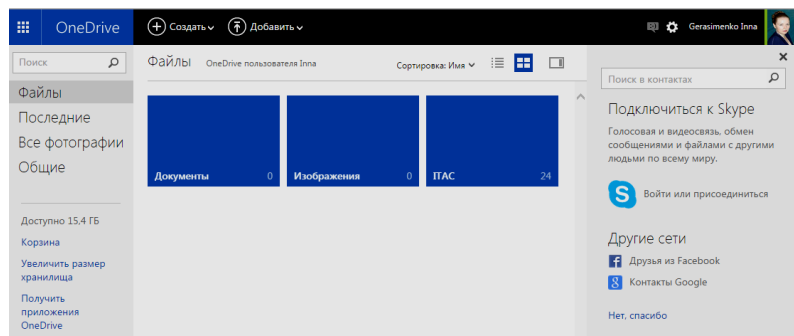 OneDrive
Создать
Добавить
Gerasimenko Inna
Поиск
Файлы
Последние
Все фотографии
Общие
Доступно 15,4 ГБ
Корзина
Увеличить размер
хранилища
Получить
приложения
OneDrive
Файлы OneDrive пользователя Inna
Сортировка: Имя
Документы 0
Изображения 0
ITAC 24
Поиск в контактах
Подключиться к Skype
Голосовая и видеосвязь, обмен
сообщениями и файлами с другими
людьми по всему миру.
Войти или присоединиться
Другие сети
Друзья из Facebook
Контакты Google
Нет, спасибо